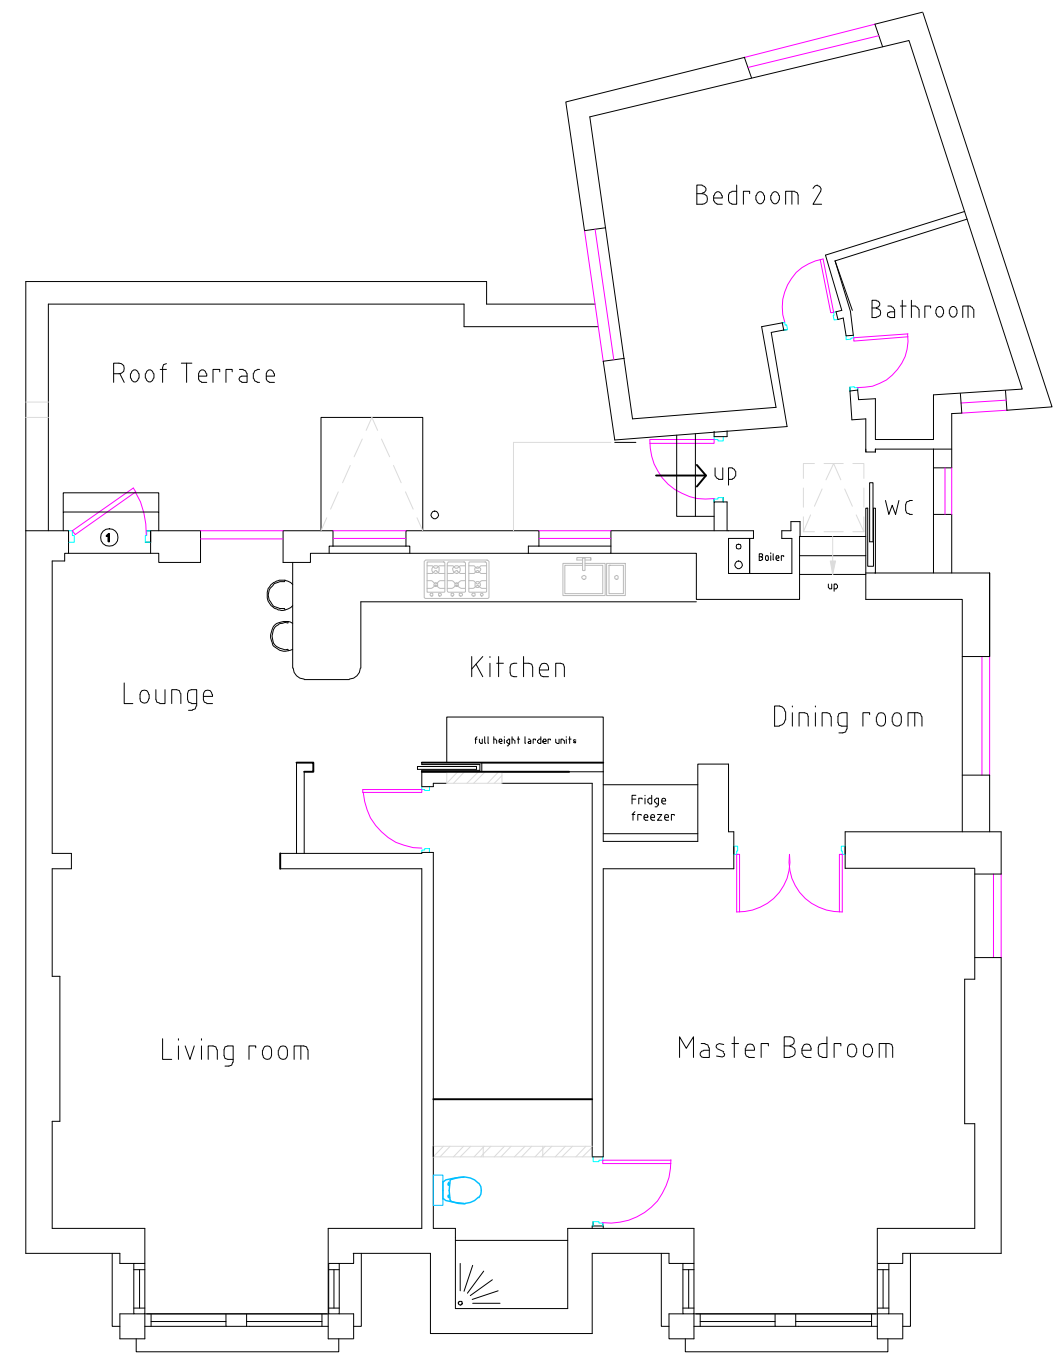 Bedroom 2
Bathroom
Roof Terrace
up
WC
1
Boiler
up
Kitchen
Lounge
Dining room
full height larder units
Fridge
freezer
Living room
Master Bedroom